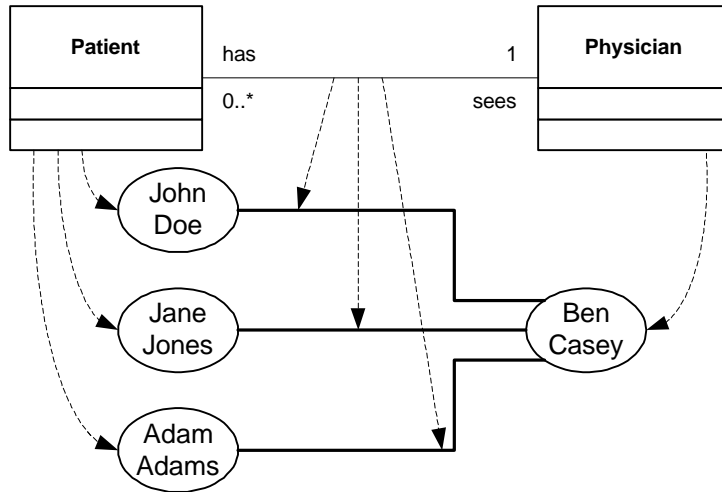 Patient
Physician
has
1
0..*
sees
John
Doe
Jane
Jones
Ben
Casey
Adam
Adams